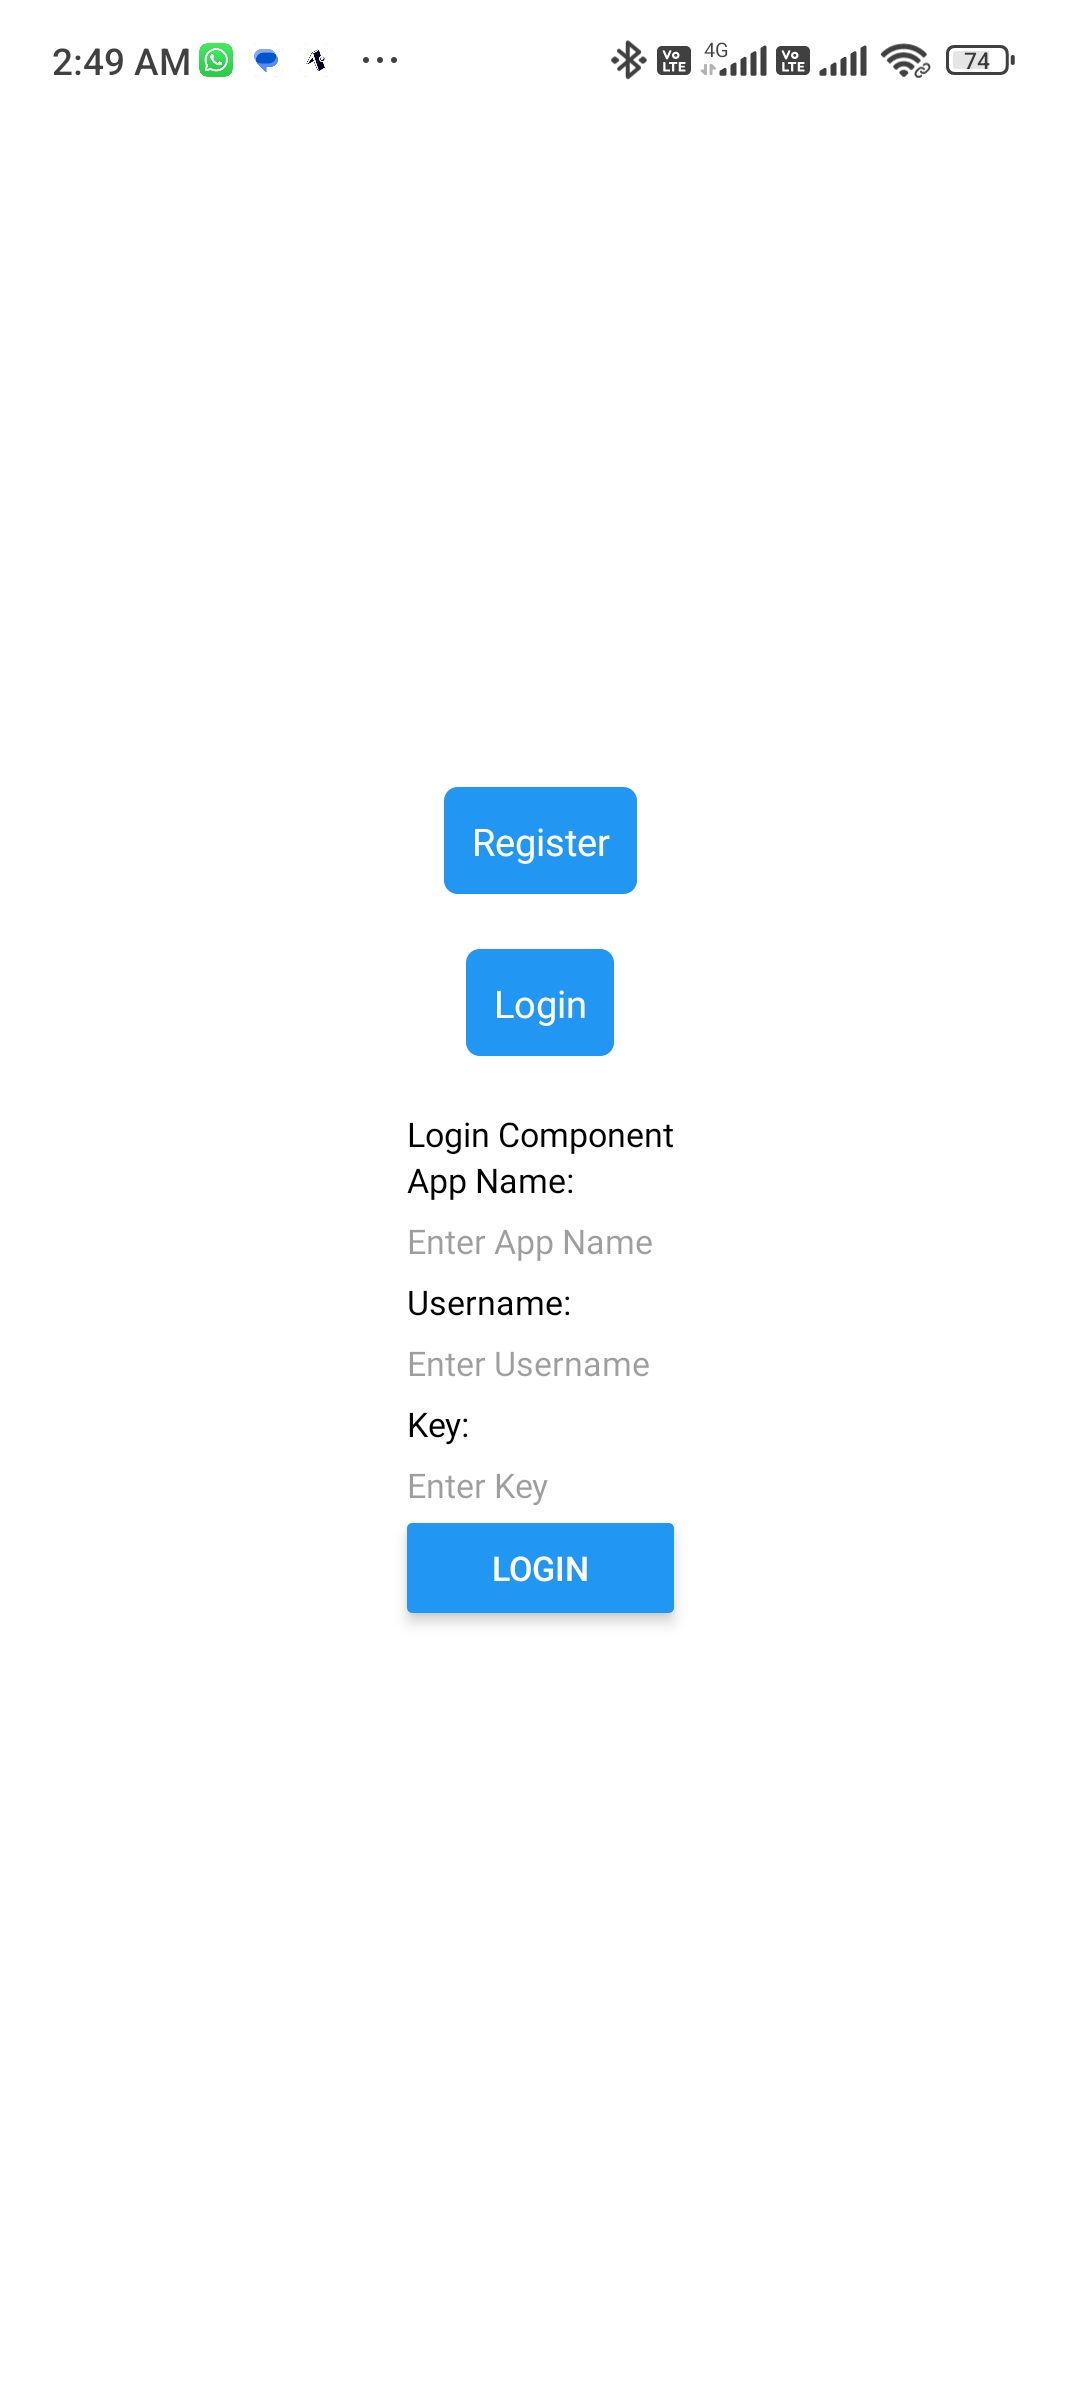 2:49 AM
Vo LTE 4G Vo LTE 74
Register
Login
Login Component
App Name:
Enter App Name
Username:
Enter Username
Key:
Enter Key
LOGIN